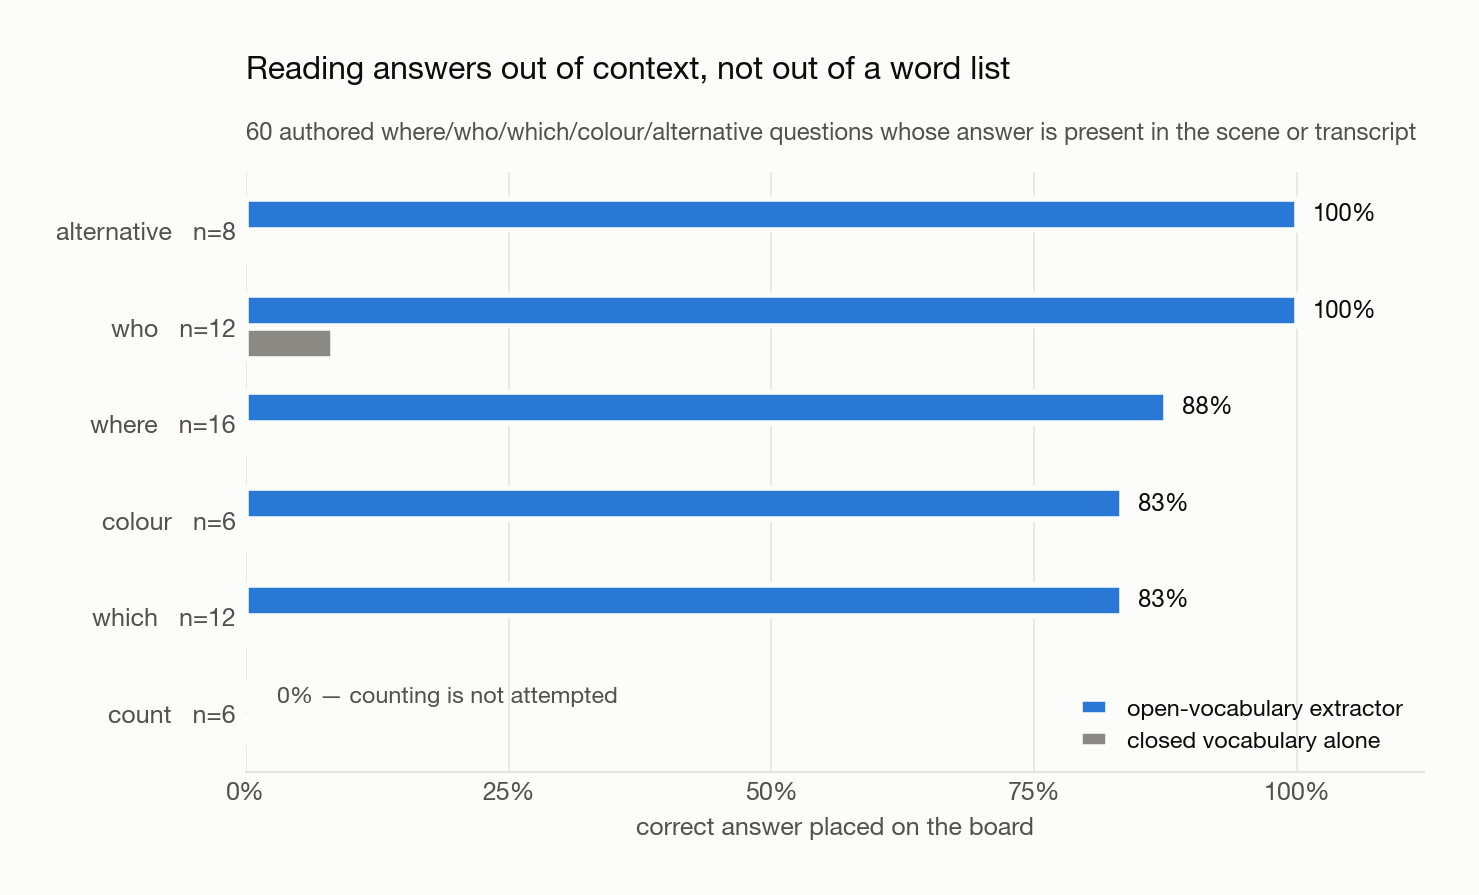 Reading answers out of context, not out of a word list
60 authored where/who/which/colour/alternative questions whose answer is present in the scene or transcript
alternative n=8 100%
who n=12 100%
where n=16 88%
colour n=6 83%
which n=12 83%
count n=6 0% — counting is not attempted
open-vocabulary extractor
closed vocabulary alone
0% 25% 50% 75% 100%
correct answer placed on the board